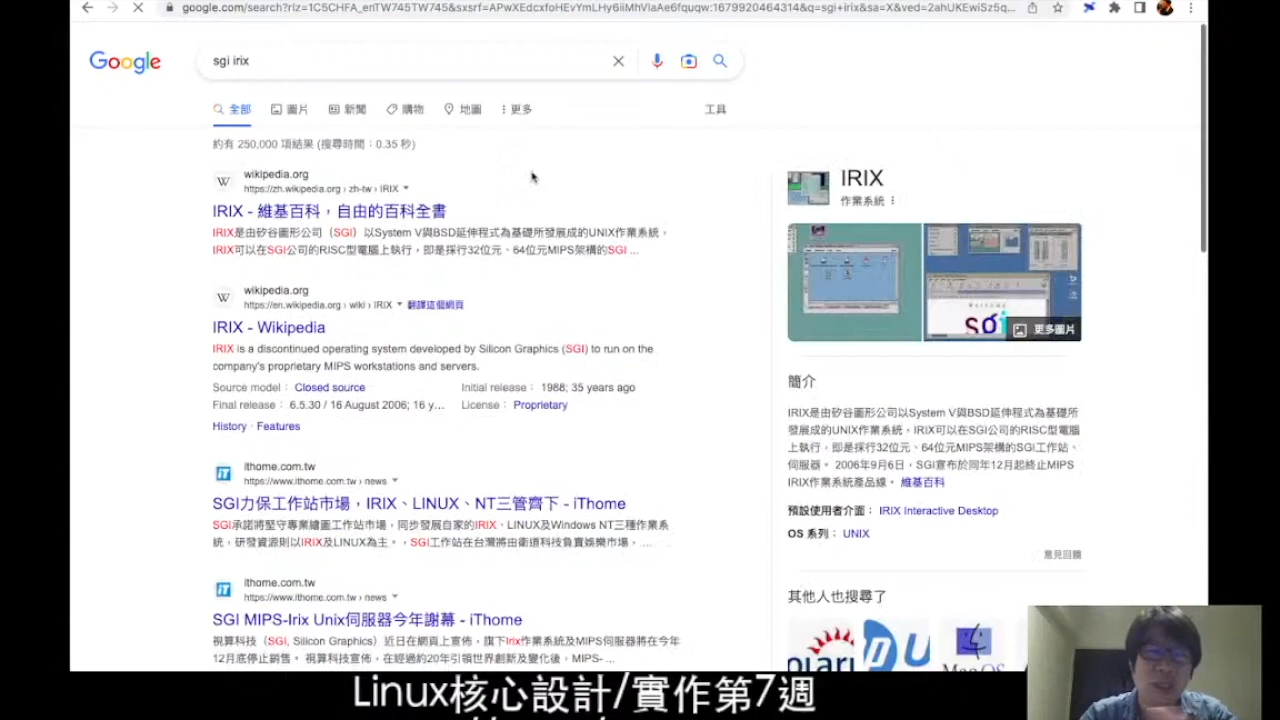 google.com/search?rlz=1C5CHFA_enTW745TW745&sxsrf=APwXEdcxfoHEvYmLHy6iiMhViaAe6fquqw:1679920464314&q=sgi+irix&sa=X&ved=2ahUKEwiSz5q...
Google
sgi irix
全部 圖片 新聞 購物 地圖 更多 工具
約有 250,000 項結果 (搜尋時間：0.35 秒)
wikipedia.org
https://zh.wikipedia.org › zh-tw › IRIX
IRIX - 維基百科，自由的百科全書
IRIX是由矽谷圖形公司（SGI）以System V與BSD延伸程式為基礎所發展成的UNIX作業系統，
IRIX可以在SGI公司的RISC型電腦上執行，即是採行32位元、64位元MIPS架構的SGI ...
wikipedia.org
https://en.wikipedia.org › wiki › IRIX 翻譯這個網頁
IRIX - Wikipedia
IRIX is a discontinued operating system developed by Silicon Graphics (SGI) to run on the
company's proprietary MIPS workstations and servers.
Source model： Closed source Initial release： 1988; 35 years ago
Final release： 6.5.30 / 16 August 2006; 16 y... License： Proprietary
History · Features
ithome.com.tw
https://www.ithome.com.tw › news
SGI力保工作站市場，IRIX、LINUX、NT三管齊下 - iThome
SGI承諾將堅守專業繪圖工作站市場，同步發展自家的IRIX、LINUX及Windows NT三種作業系
統，研發資源則以IRIX及LINUX為主。，SGI工作站在台灣將由衛道科技負責娛樂市場， ...
ithome.com.tw
https://www.ithome.com.tw › news
SGI MIPS-Irix Unix伺服器今年謝幕 - iThome
視算科技（SGI, Silicon Graphics）近日在網頁上宣佈，旗下Irix作業系統及MIPS伺服器將在今年
12月底停止銷售。 視算科技宣佈，在經過約20年引領世界創新及變化後，MIPS- ...
IRIX
作業系統
sgi
更多圖片
簡介
IRIX是由矽谷圖形公司以System V與BSD延伸程式為基礎所
發展成的UNIX作業系統，IRIX可以在SGI公司的RISC型電腦
上執行，即是採行32位元、64位元MIPS架構的SGI工作站、
伺服器。 2006年9月6日，SGI宣布於同年12月起終止MIPS
IRIX作業系統產品線。 維基百科
預設使用者介面： IRIX Interactive Desktop
OS 系列： UNIX
意見回饋
其他人也搜尋了
Linux核心設計/實作第7週